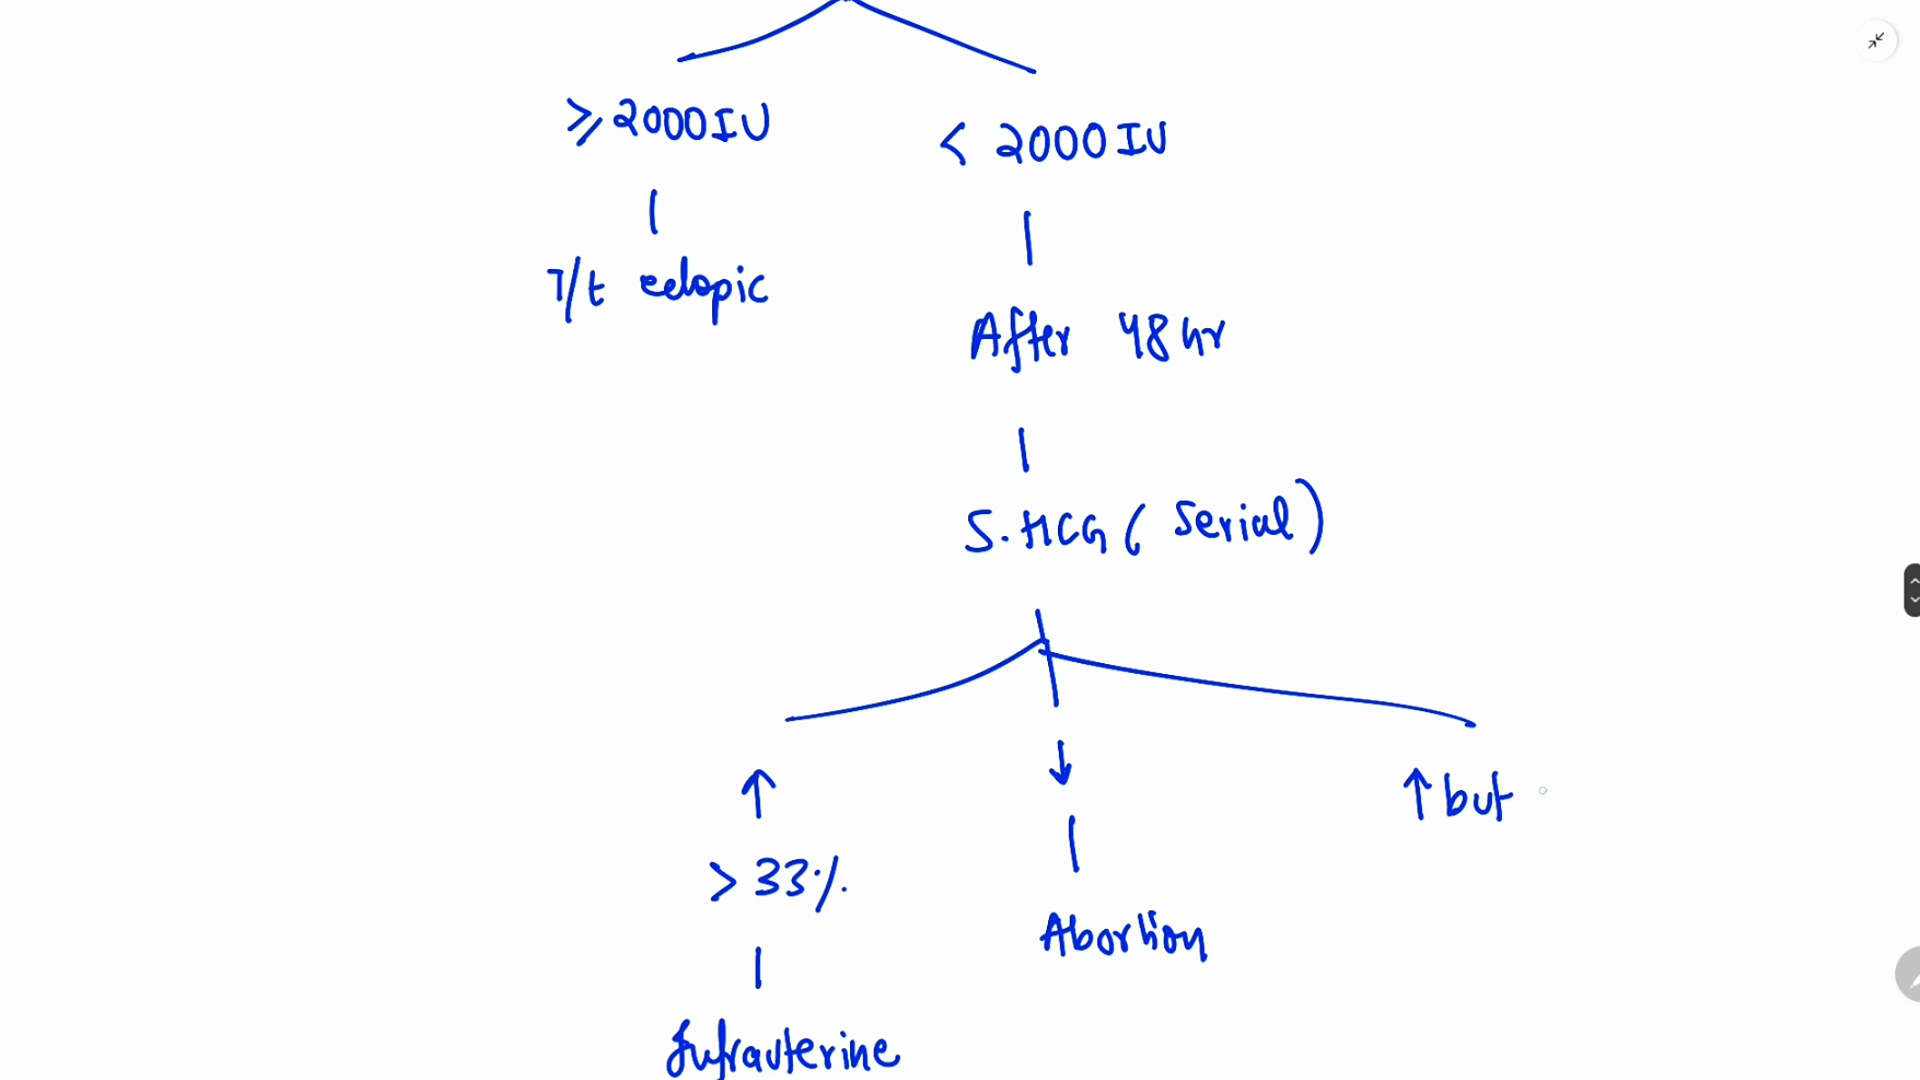 ≥ 2000 IU
< 2000 IU
T/t ectopic
After 48 hr
S. HCG ( Serial )
↑
↓
↑ but
> 33%.
Abortion
Intrauterine